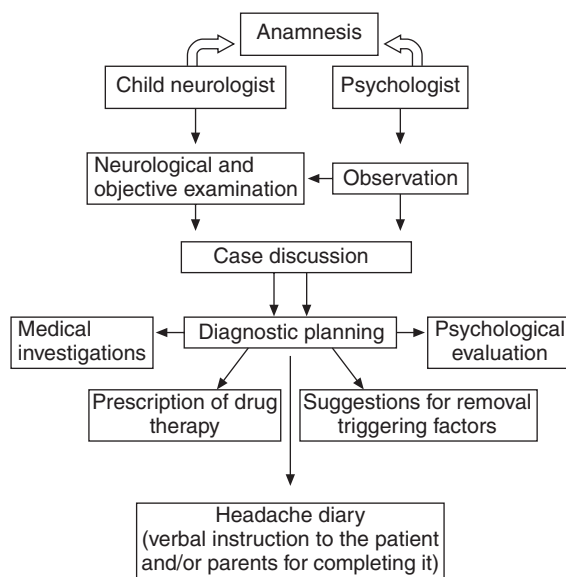 Anamnesis
Child neurologist
Psychologist
Neurological and
objective examination
Observation
Case discussion
Medical
investigations
Diagnostic planning
Psychological
evaluation
Prescription of drug
therapy
Suggestions for removal
triggering factors
Headache diary
(verbal instruction to the patient
and/or parents for completing it)